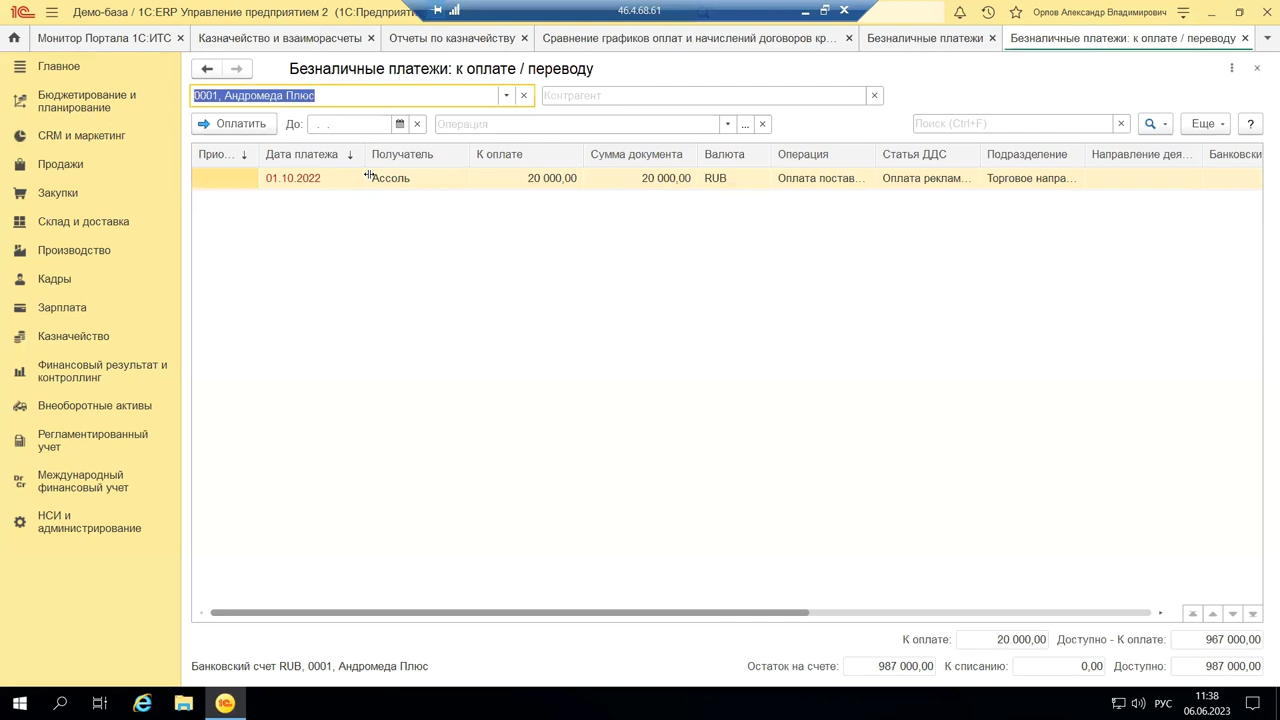 Демо-база / 1С:ERP Управление предприятием 2 (1С:Предприяти
46.4.68.61
Орлов Александр Владимирович
Монитор Портала 1С:ИТС
Казначейство и взаиморасчеты
Отчеты по казначейству
Сравнение графиков оплат и начислений договоров кр...
Безналичные платежи
Безналичные платежи: к оплате / переводу
Главное
Бюджетирование и
планирование
CRM и маркетинг
Продажи
Закупки
Склад и доставка
Производство
Кадры
Зарплата
Казначейство
Финансовый результат и
контроллинг
Внеоборотные активы
Регламентированный
учет
Dr
Cr
Международный
финансовый учет
НСИ и
администрирование
Безналичные платежи: к оплате / переводу
0001, Андромеда Плюс
Контрагент
Оплатить До: . . Операция Поиск (Ctrl+F) Еще ?
Прио... Дата платежа Получатель К оплате Сумма документа Валюта Операция Статья ДДС Подразделение Направление дея... Банковски
01.10.2022 Ассоль 20 000,00 20 000,00 RUB Оплата постав... Оплата реклам... Торговое напра...
К оплате: 20 000,00 Доступно - К оплате: 967 000,00
Банковский счет RUB, 0001, Андромеда Плюс Остаток на счете: 987 000,00 К списанию: 0,00 Доступно: 987 000,00
РУС
11:38
06.06.2023